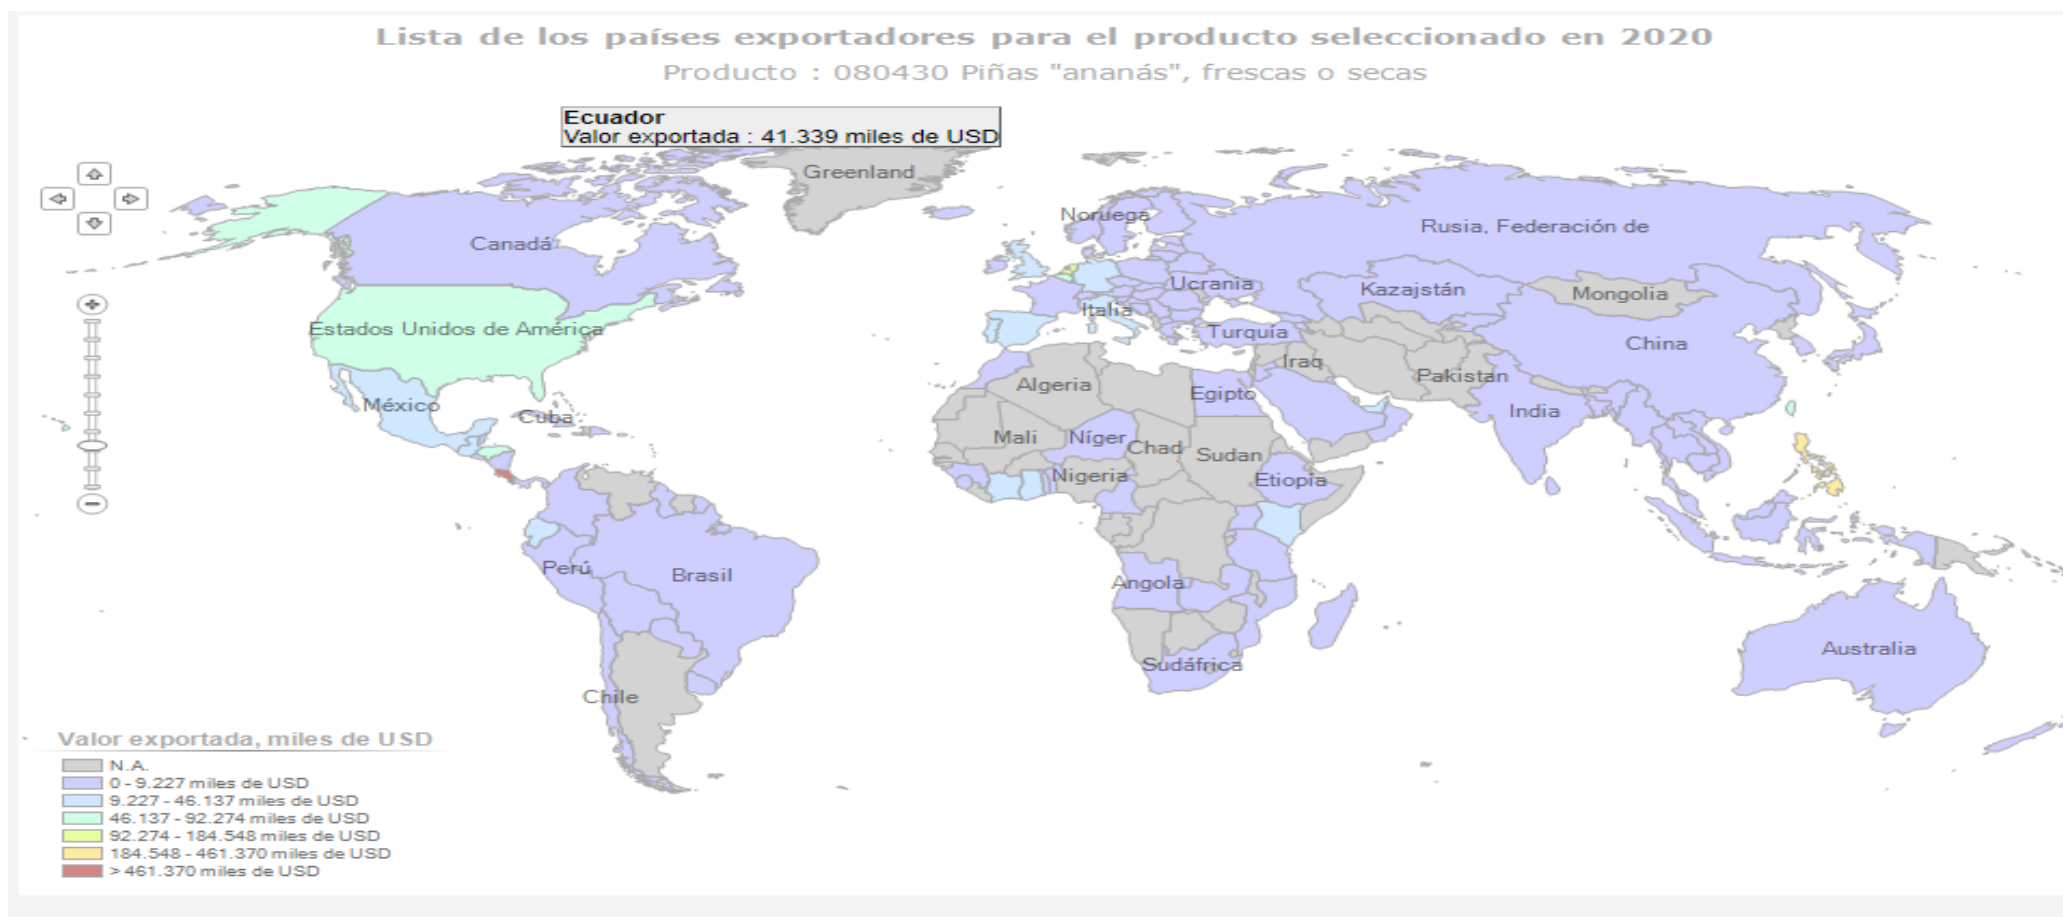 Lista de los países exportadores para el producto seleccionado en 2020
Producto : 080430 Piñas "ananás", frescas o secas
Ecuador
Valor exportada : 41.339 miles de USD
Greenland
Noruega
Rusia, Federación de
Canadá
Ucrania
Kazajstán
Mongolia
Italia
Estados Unidos de América
Turquía
China
Iraq
Pakistan
Algeria
Egipto
México
Cuba
India
Mali
Níger
Chad
Sudan
Nigeria
Etiopia
Perú
Brasil
Angola
Australia
Sudáfrica
Chile
Valor exportada, miles de USD
N.A.
0 - 9.227 miles de USD
9.227 - 46.137 miles de USD
46.137 - 92.274 miles de USD
92.274 - 184.548 miles de USD
184.548 - 461.370 miles de USD
> 461.370 miles de USD